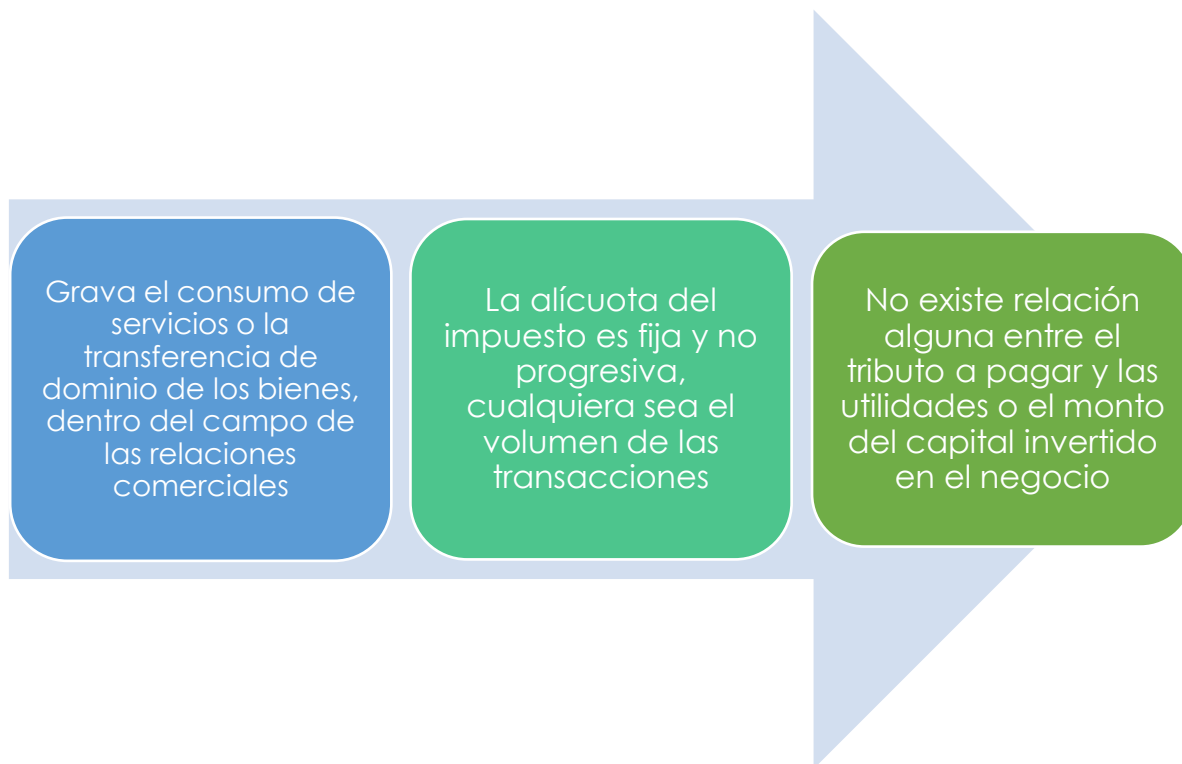 Grava el consumo de
servicios o la
transferencia de
dominio de los bienes,
dentro del campo de
las relaciones
comerciales
La alícuota del
impuesto es fija y no
progresiva,
cualquiera sea el
volumen de las
transacciones
No existe relación
alguna entre el
tributo a pagar y las
utilidades o el monto
del capital invertido
en el negocio